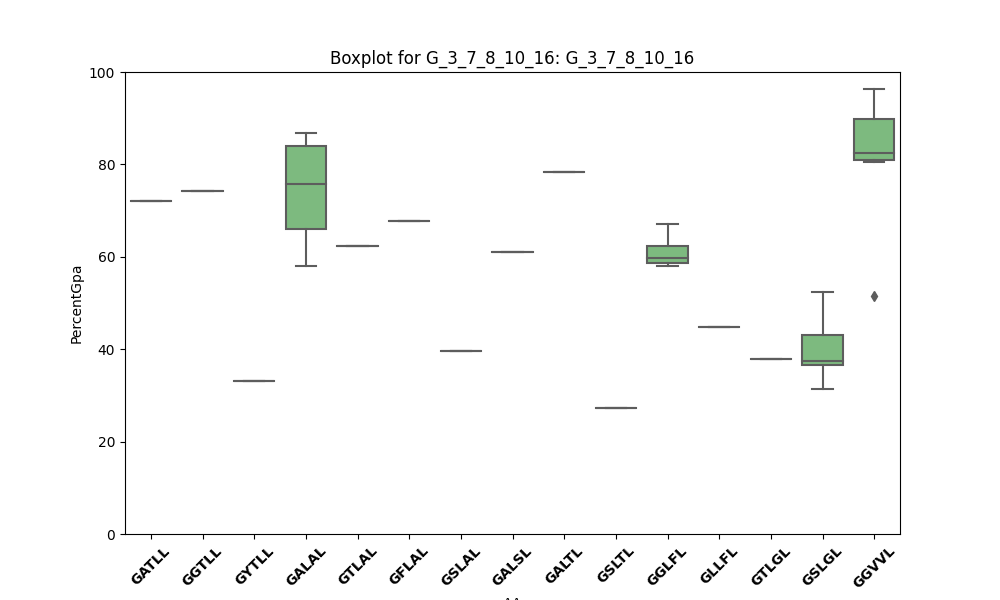 Boxplot for G_3_7_8_10_16: G_3_7_8_10_16
PercentGpa
100
80
60
40
20
0
GATLL
GGTLL
GYTLL
GALAL
GTLAL
GFLAL
GSLAL
GALSL
GALTL
GSLTL
GGLFL
GLLFL
GTLGL
GSLGL
GGVVL